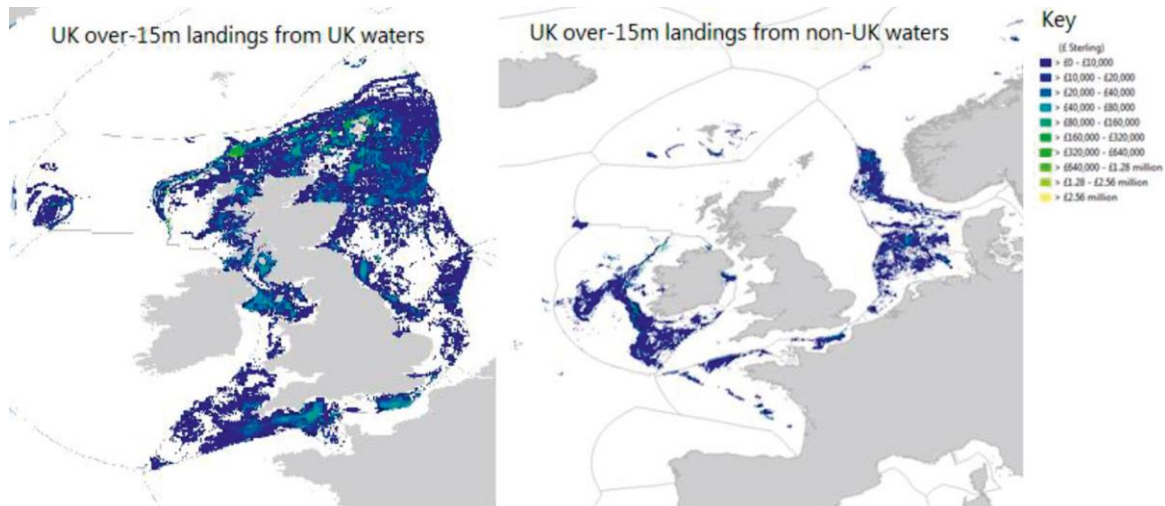 UK over-15m landings from UK waters
UK over-15m landings from non-UK waters
Key
(£ Sterling)
> £0 - £10,000
> £10,000 - £20,000
> £20,000 - £40,000
> £40,000 - £80,000
> £80,000 - £160,000
> £160,000 - £320,000
> £320,000 - £640,000
> £640,000 - £1.28 million
> £1.28 - £2.56 million
> £2.56 million